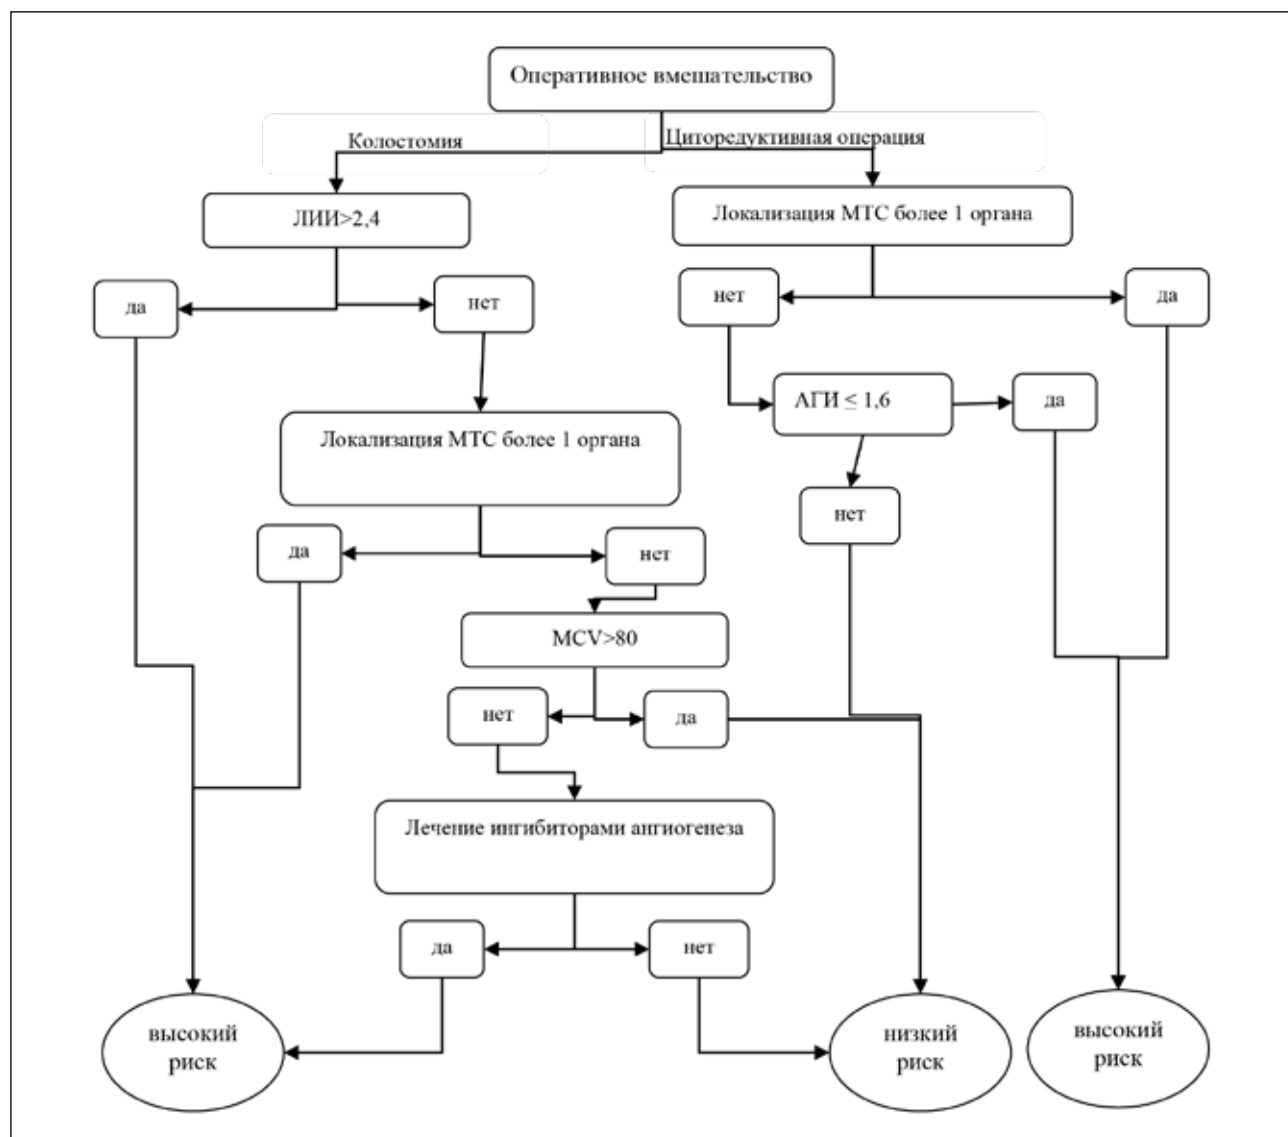 Оперативное вмешательство
Колостомия
Циторедуктивная операция
ЛИИ>2,4
Локализация МТС более 1 органа
да
нет
нет
да
АГИ ≤ 1,6
да
Локализация МТС более 1 органа
нет
да
нет
MCV>80
нет
да
Лечение ингибиторами ангиогенеза
да
нет
высокий
риск
низкий
риск
высокий
риск